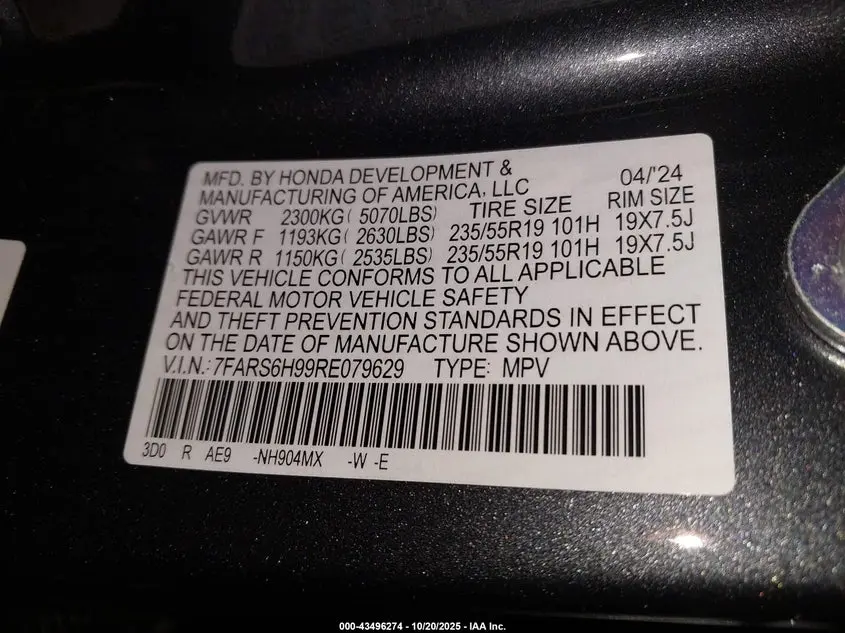 MFD. BY HONDA DEVELOPMENT & 04/'24
MANUFACTURING OF AMERICA, LLC RIM SIZE
GVWR 2300KG( 5070LBS) TIRE SIZE
GAWR F 1193KG( 2630LBS) 235/55R19 101H 19X7.5J
GAWR R 1150KG( 2535LBS) 235/55R19 101H 19X7.5J
THIS VEHICLE CONFORMS TO ALL APPLICABLE
FEDERAL MOTOR VEHICLE SAFETY
AND THEFT PREVENTION STANDARDS IN EFFECT
ON THE DATE OF MANUFACTURE SHOWN ABOVE.
V.I.N.: 7FARS6H99RE079629 TYPE: MPV
3D0 R AE9 -NH904MX -W -E
000-43496274 - 10/20/2025 - IAA Inc.